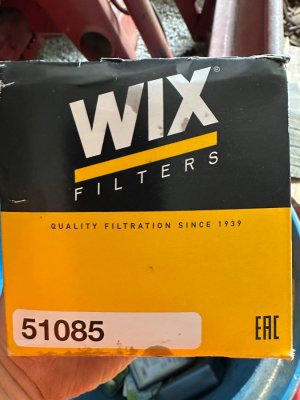 WIX®
FILTERS
QUALITY FILTRATION SINCE 1939
51085
EAC